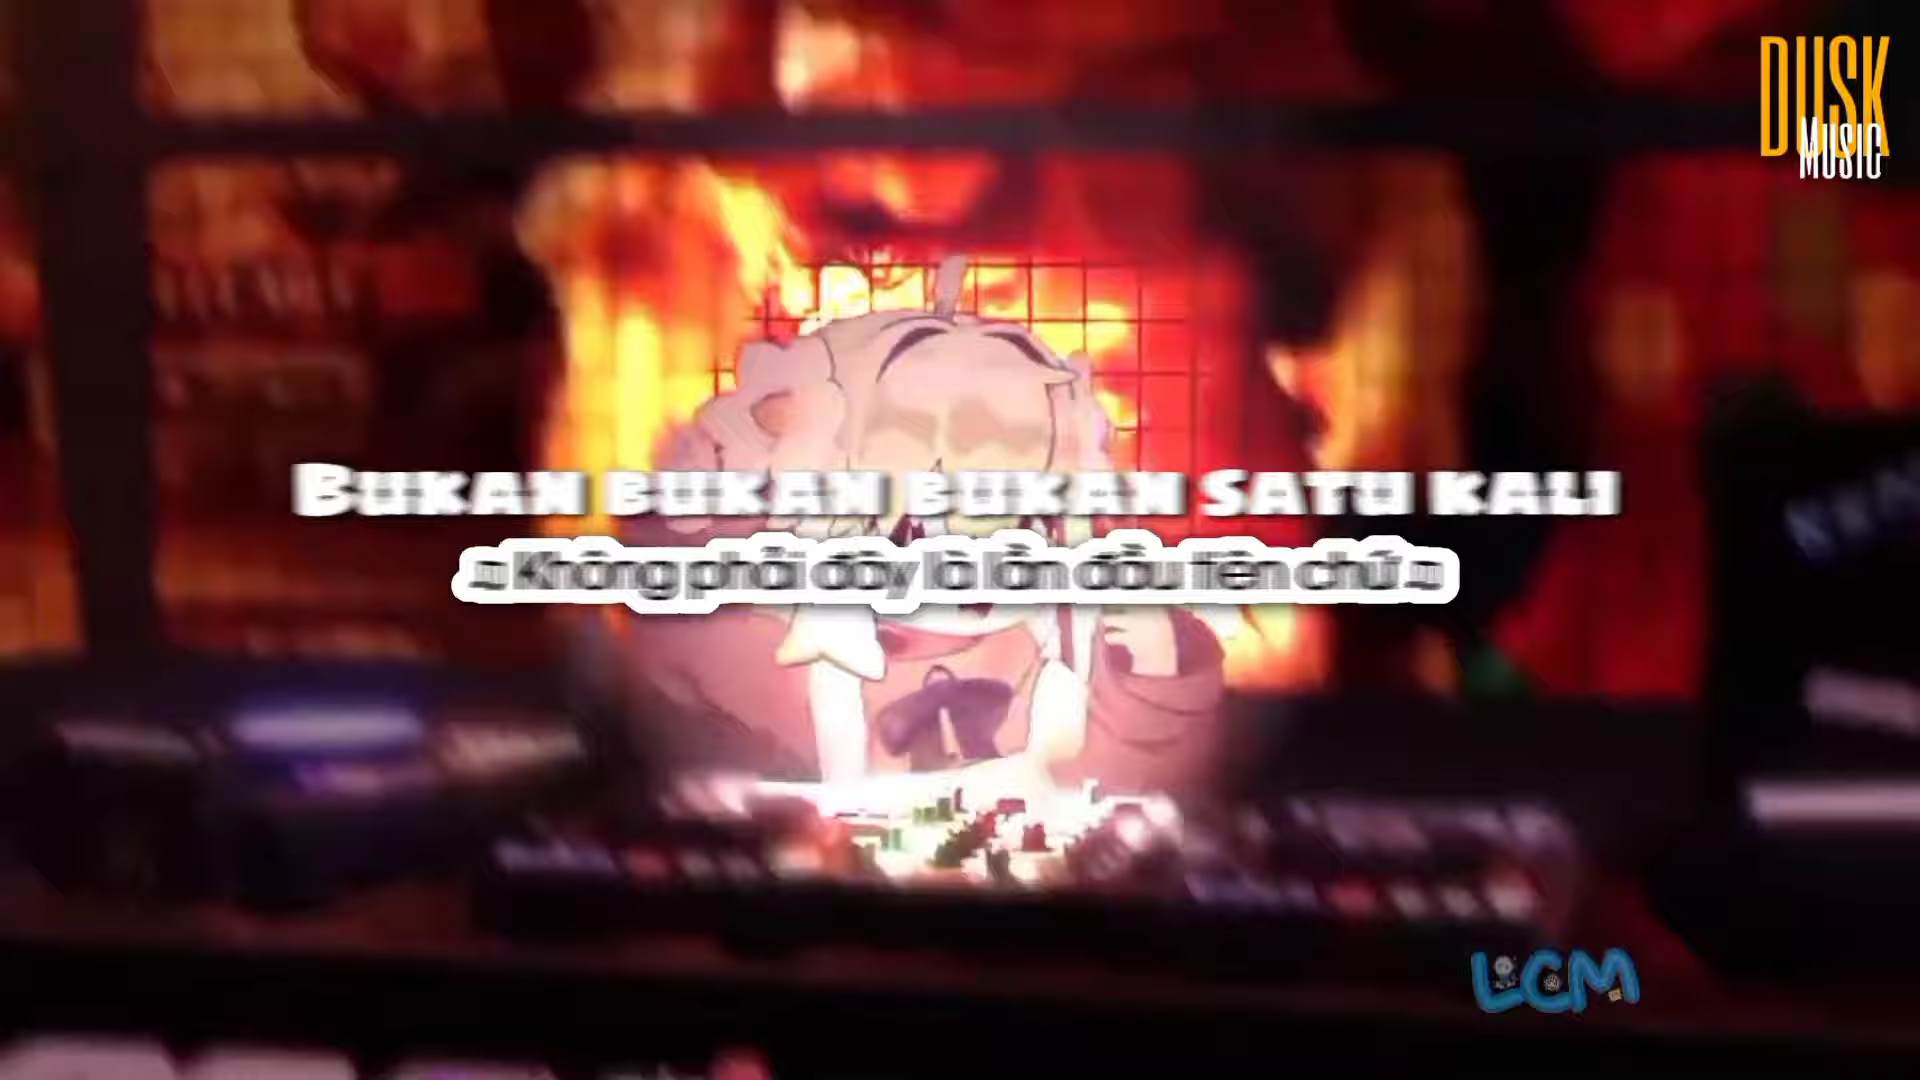 DUSK
MUSIC
BUKAN BUKAN BUKAN SATU KALI
♫Không phải đây là lần đầu tiên chứ♫
LCM